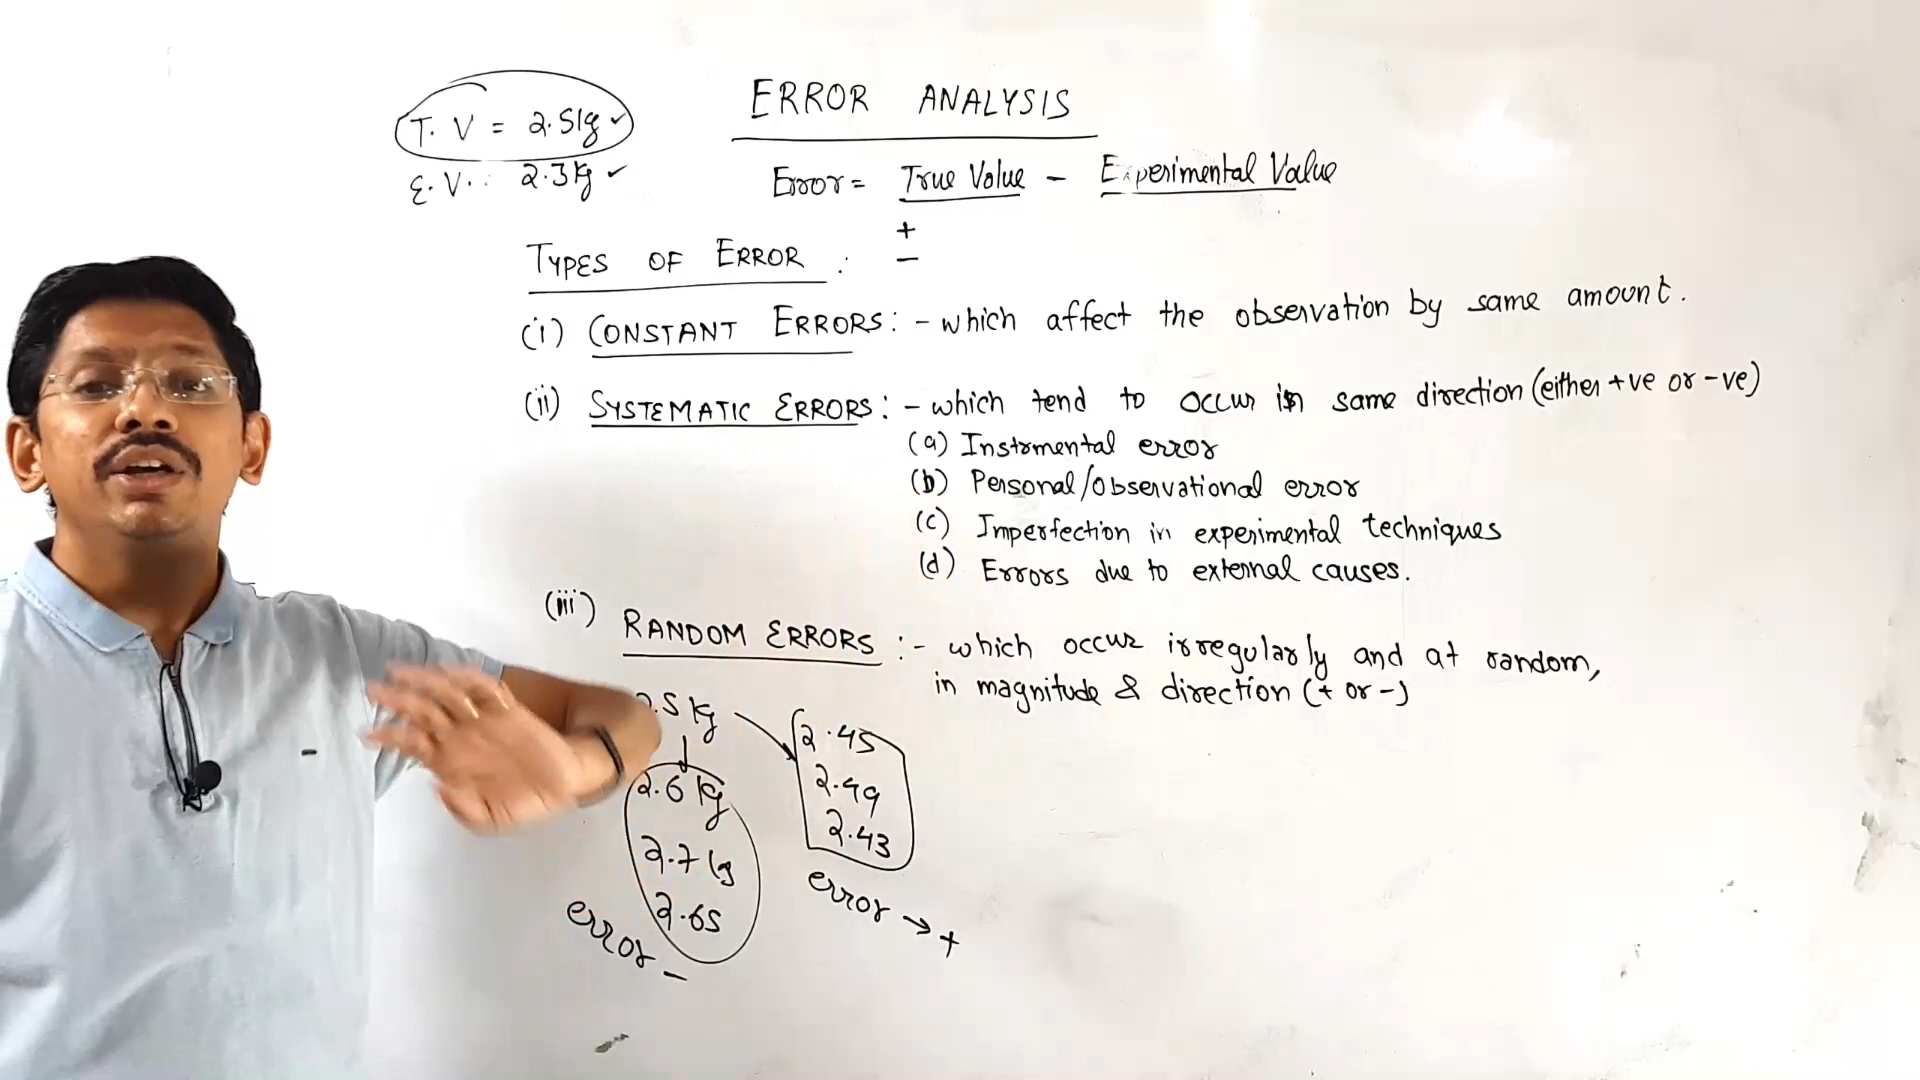 ERROR ANALYSIS
T. V = 2.5kg ✓
E. V. : 2.3kg ✓
Error = True Value - Experimental Value
+
-
TYPES OF ERROR :
(i) CONSTANT ERRORS : - which affect the observation by same amount.
(ii) SYSTEMATIC ERRORS : - which tend to occur in same direction (either +ve or -ve)
(a) Instrmental error
(b) Personal/observational error
(c) Imperfection in experimental techniques
(d) Errors due to external causes.
(iii) RANDOM ERRORS :- which occur irregularly and at random,
in magnitude & direction (+ or -)
2.5 kg
2.6 kg
2.7 kg
2.65
error -
2.45
2.49
2.43
error → +